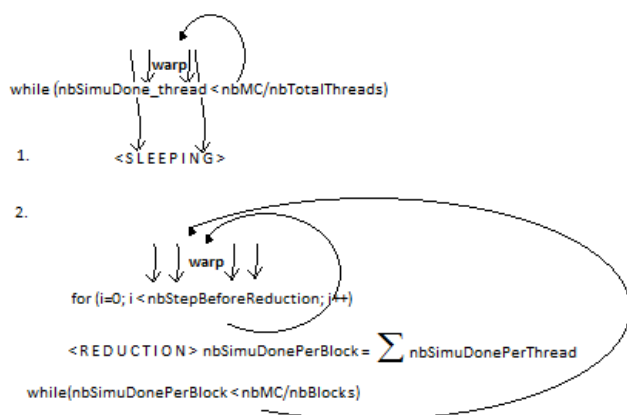 warp
while (nbSimuDone_thread < nbMC/nbTotalThreads)
1. <SLEEPING>
2.
warp
for (i=0; i < nbStepBeforeReduction; i++)
<REDUCTION> nbSimuDonePerBlock = ∑ nbSimuDonePerThread
while(nbSimuDonePerBlock < nbMC/nbBlocks)